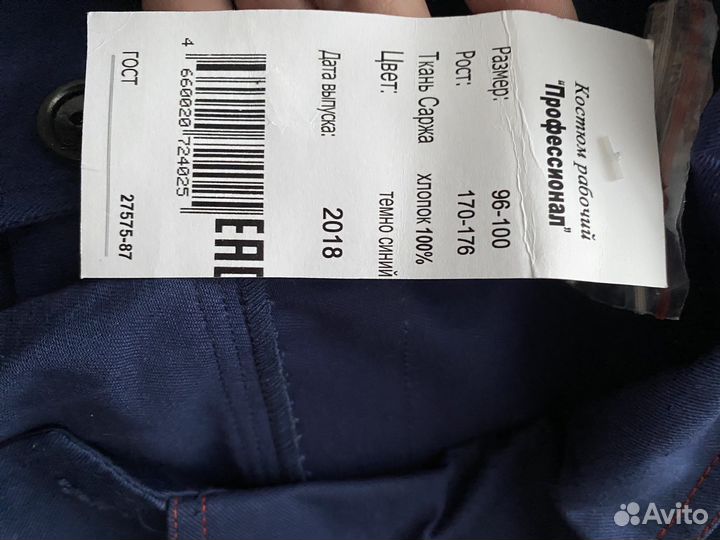 Костюм рабочий
"Профессионал"
Размер: 96-100
Рост: 170-176
Ткань Саржа хлопок 100%
Цвет: темно синий
Дата выпуска: 2018
EAC
4 660020 724025
ГОСТ 27575-87
Avito